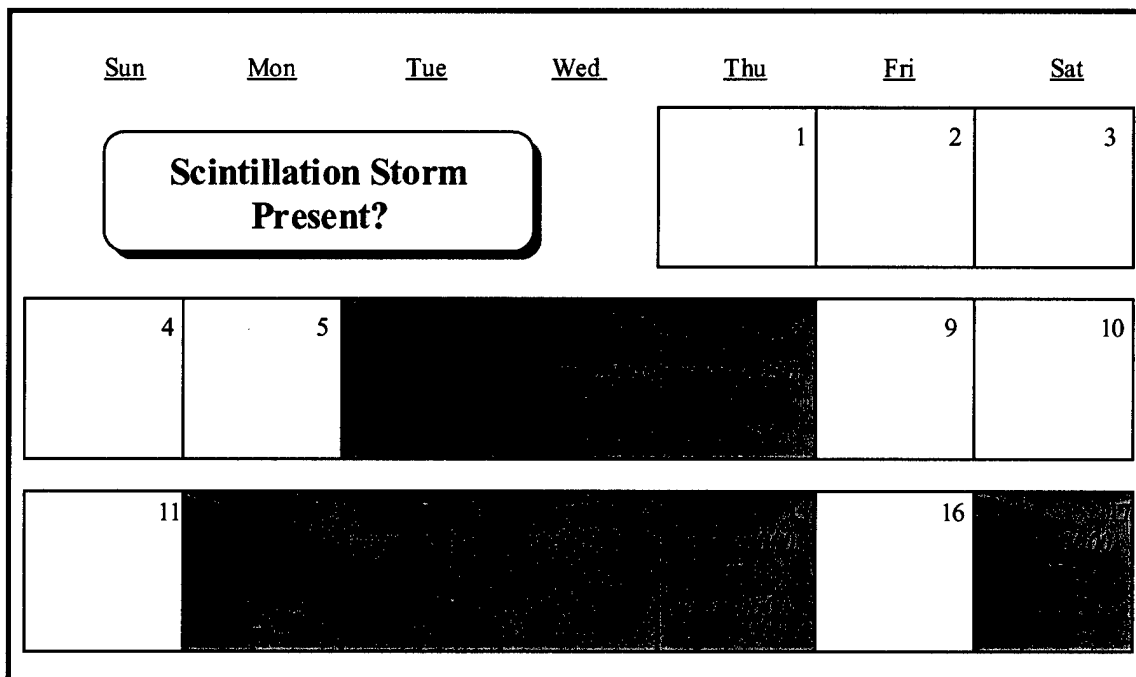 Sun Mon Tue Wed Thu Fri Sat
Scintillation Storm
Present?
1 2 3
4 5 9 10
11 16